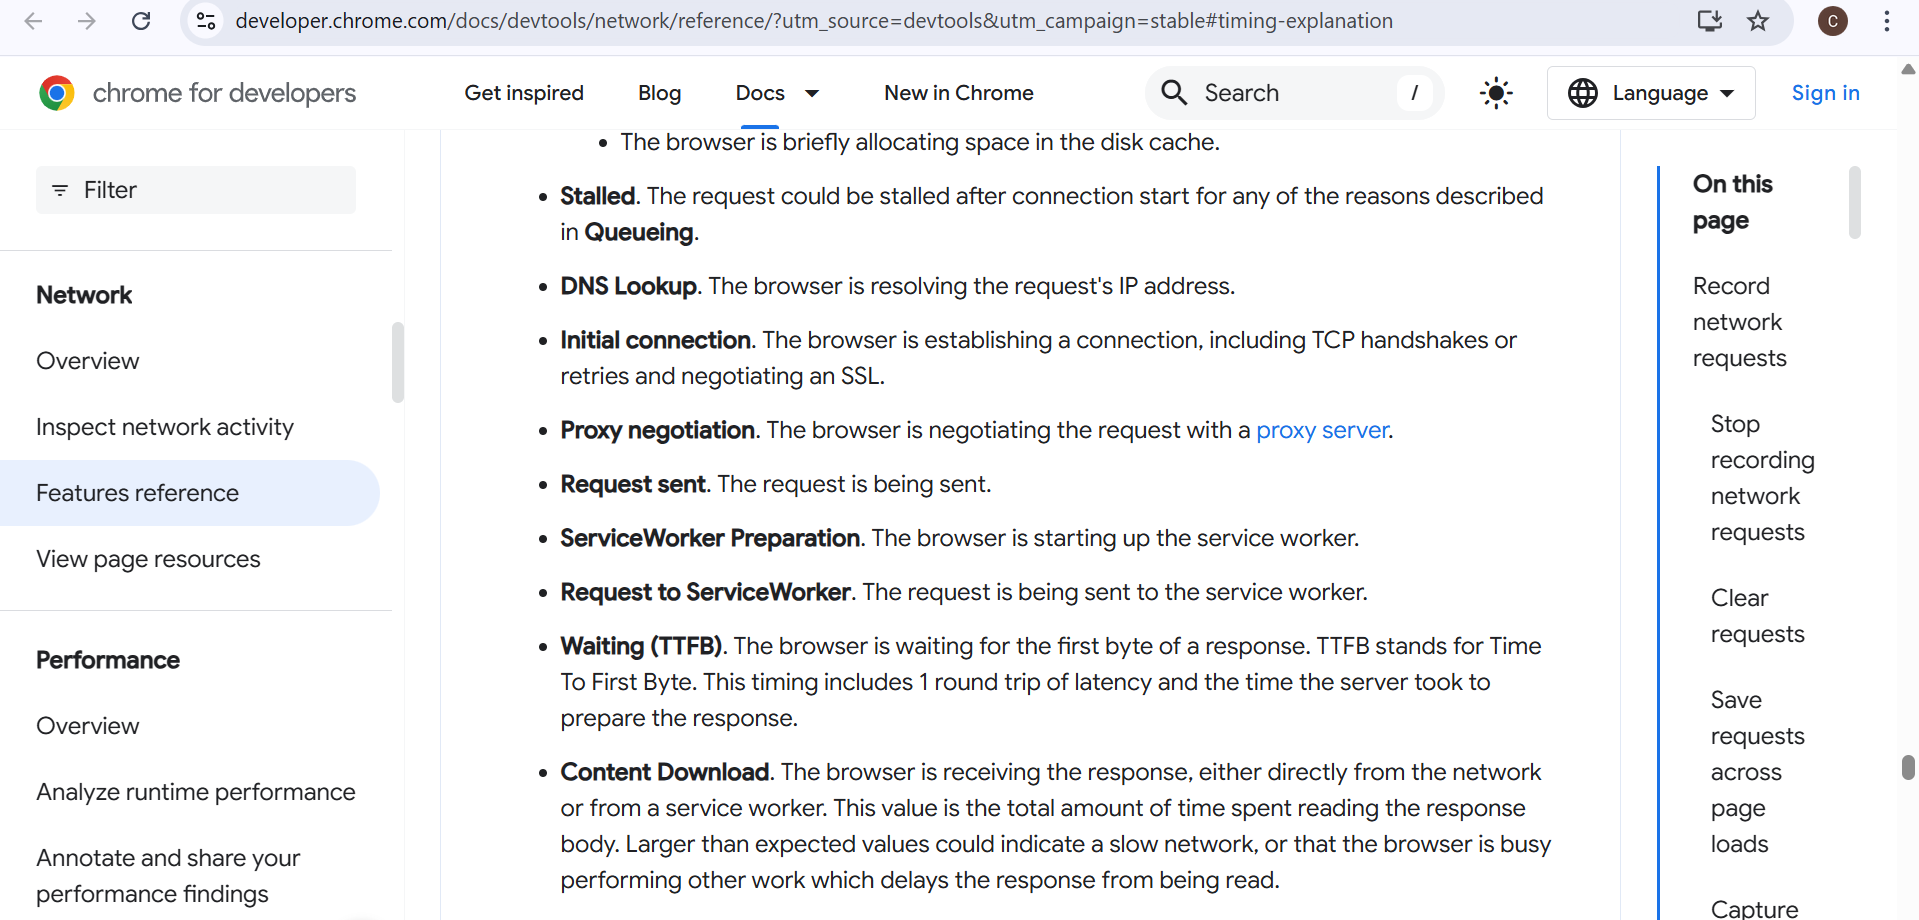 developer.chrome.com/docs/devtools/network/reference/?utm_source=devtools&utm_campaign=stable#timing-explanation
C
chrome for developers
Get inspired
Blog
Docs
New in Chrome
Search
/
Language
Sign in
Filter
Network
Overview
Inspect network activity
Features reference
View page resources
Performance
Overview
Analyze runtime performance
Annotate and share your
performance findings
• The browser is briefly allocating space in the disk cache.
• Stalled. The request could be stalled after connection start for any of the reasons described
in Queueing.
• DNS Lookup. The browser is resolving the request's IP address.
• Initial connection. The browser is establishing a connection, including TCP handshakes or
retries and negotiating an SSL.
• Proxy negotiation. The browser is negotiating the request with a proxy server.
• Request sent. The request is being sent.
• ServiceWorker Preparation. The browser is starting up the service worker.
• Request to ServiceWorker. The request is being sent to the service worker.
• Waiting (TTFB). The browser is waiting for the first byte of a response. TTFB stands for Time
To First Byte. This timing includes 1 round trip of latency and the time the server took to
prepare the response.
• Content Download. The browser is receiving the response, either directly from the network
or from a service worker. This value is the total amount of time spent reading the response
body. Larger than expected values could indicate a slow network, or that the browser is busy
performing other work which delays the response from being read.
On this
page
Record
network
requests
Stop
recording
network
requests
Clear
requests
Save
requests
across
page
loads
Capture